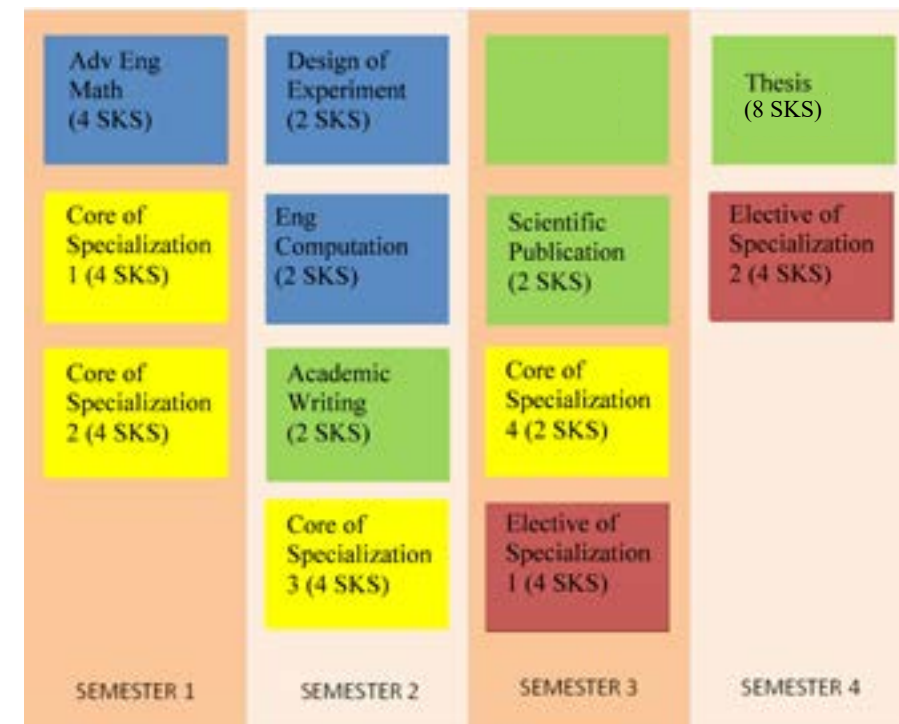 Adv Eng
Math
(4 SKS)
Core of
Specialization
1 (4 SKS)
Core of
Specialization
2 (4 SKS)
SEMESTER 1
Design of
Experiment
(2 SKS)
Eng
Computation
(2 SKS)
Academic
Writing
(2 SKS)
Core of
Specialization
3 (4 SKS)
SEMESTER 2
Scientific
Publication
(2 SKS)
Core of
Specialization
4 (2 SKS)
Elective of
Specialization
1 (4 SKS)
SEMESTER 3
Thesis
(8 SKS)
Elective of
Specialization
2 (4 SKS)
SEMESTER 4